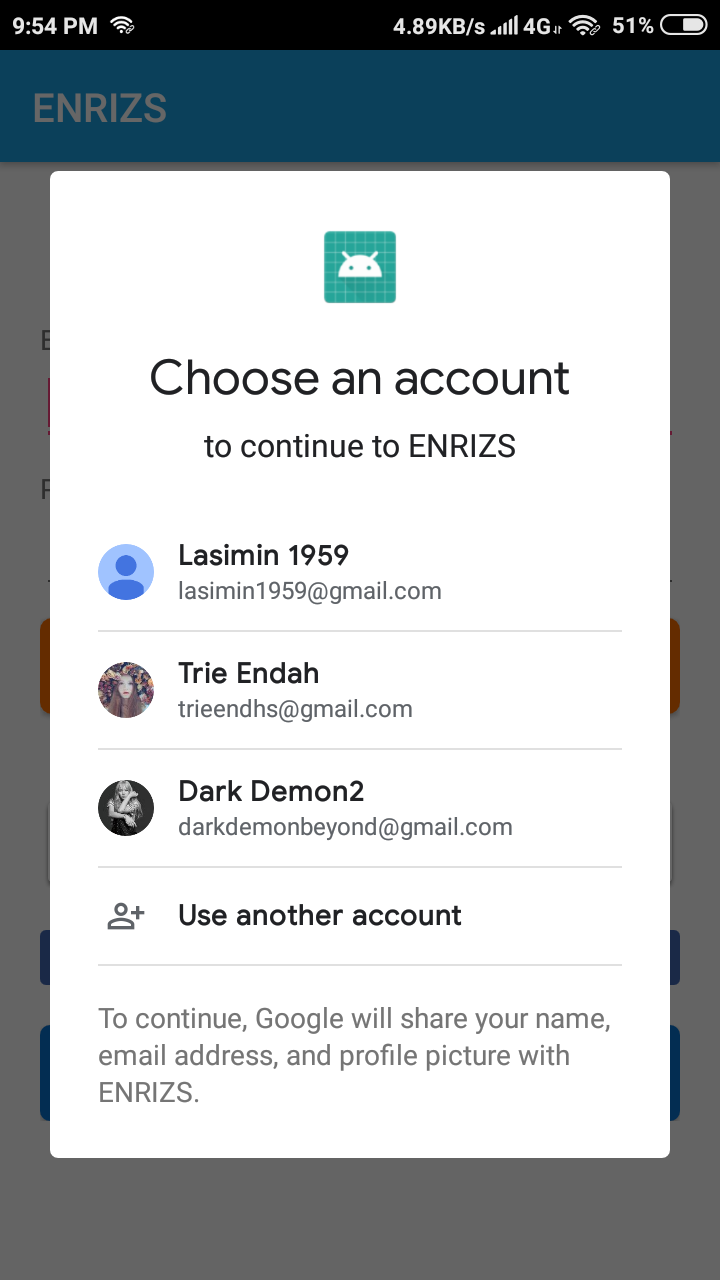 9:54 PM 4.89KB/s 4G 51%
ENRIZS
Choose an account
to continue to ENRIZS
E
Lasimin 1959
lasimin1959@gmail.com
Trie Endah
trieendhs@gmail.com
Dark Demon2
darkdemonbeyond@gmail.com
Use another account
To continue, Google will share your name,
email address, and profile picture with
ENRIZS.